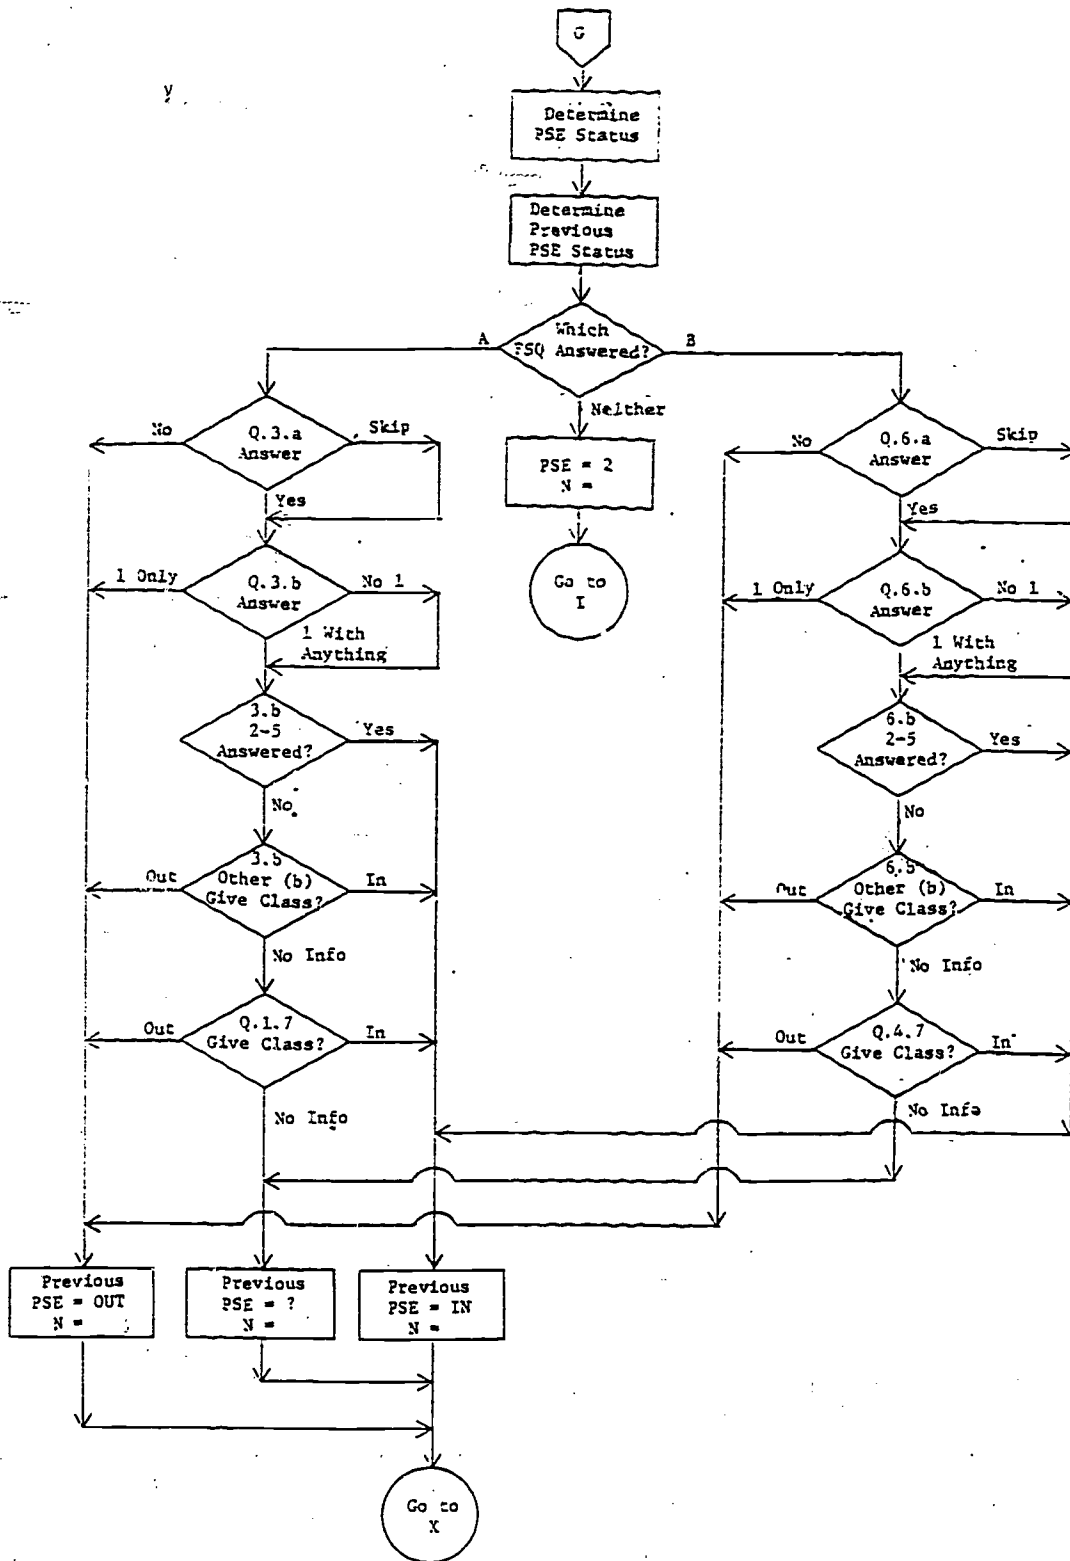 G
Determine
PSE Status
Determine
Previous
PSE Status
Which
FSQ Answered?
A
B
Neither
PSE = 2
N =
Go to
I
Q.3.a
Answer
No
Skip
Yes
Q.3.b
Answer
1 Only
No 1
1 With
Anything
3.b
2-5
Answered?
Yes
No
3.b
Other (b)
Give Class?
Out
In
No Info
Q.1.7
Give Class?
Out
In
No Info
Q.6.a
Answer
No
Skip
Yes
Q.6.b
Answer
1 Only
No 1
1 With
Anything
6.b
2-5
Answered?
Yes
No
6.b
Other (b)
Give Class?
Out
In
No Info
Q.4.7
Give Class?
Out
In
No Info
Previous
PSE = OUT
N =
Previous
PSE = ?
N =
Previous
PSE = IN
N =
Go to
X